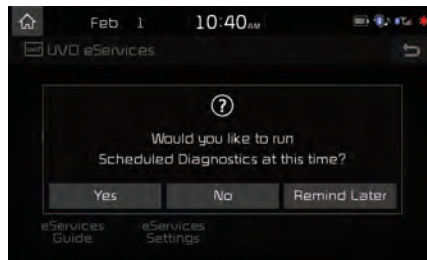 Feb. 1 10:40AM
UVO eServices
Would you like to run
Scheduled Diagnostics at this time?
Yes No Remind Later
eServices eServices
Guide Settings